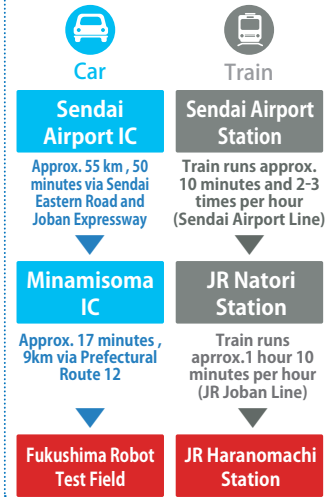 Car
Sendai
Airport IC
Approx. 55 km , 50
minutes via Sendai
Eastern Road and
Joban Expressway
Minamisoma
IC
Approx. 17 minutes ,
9km via Prefectural
Route 12
Fukushima Robot
Test Field
Train
Sendai Airport
Station
Train runs approx.
10 minutes and 2-3
times per hour
(Sendai Airport Line)
JR Natori
Station
Train runs
aprrox.1 hour 10
minutes per hour
(JR Joban Line)
JR Haranomachi
Station